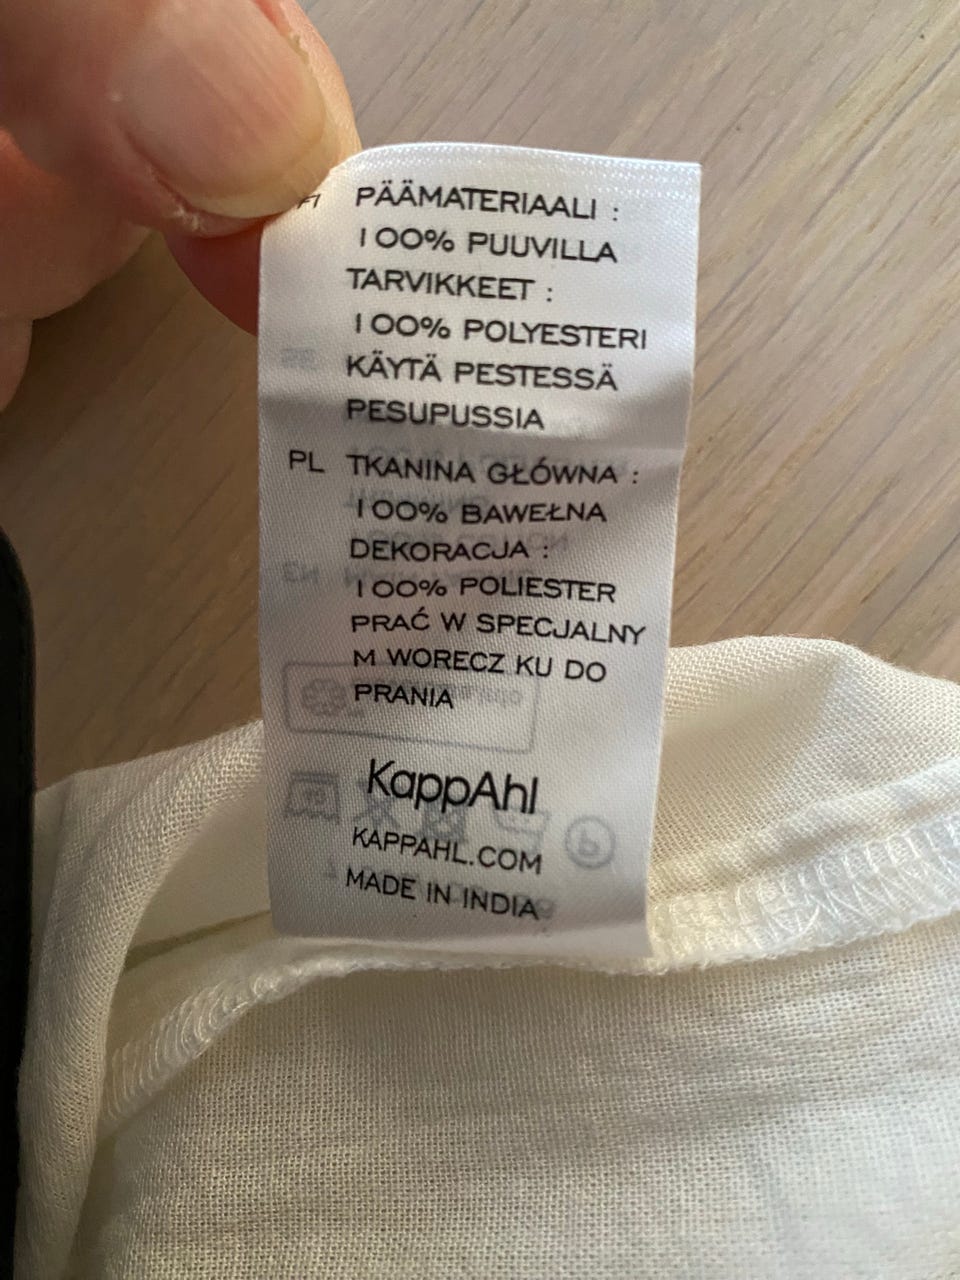 FI PÄÄMATERIAALI :
100% PUUVILLA
TARVIKKEET :
100% POLYESTERI
KÄYTÄ PESTESSÄ
PESUPUSSIA
PL TKANINA GŁÓWNA :
100% BAWEŁNA
DEKORACJA :
100% POLIESTER
PRAĆ W SPECJALNY
M WORECZ KU DO
PRANIA
KappAhl
KAPPAHL.COM
MADE IN INDIA